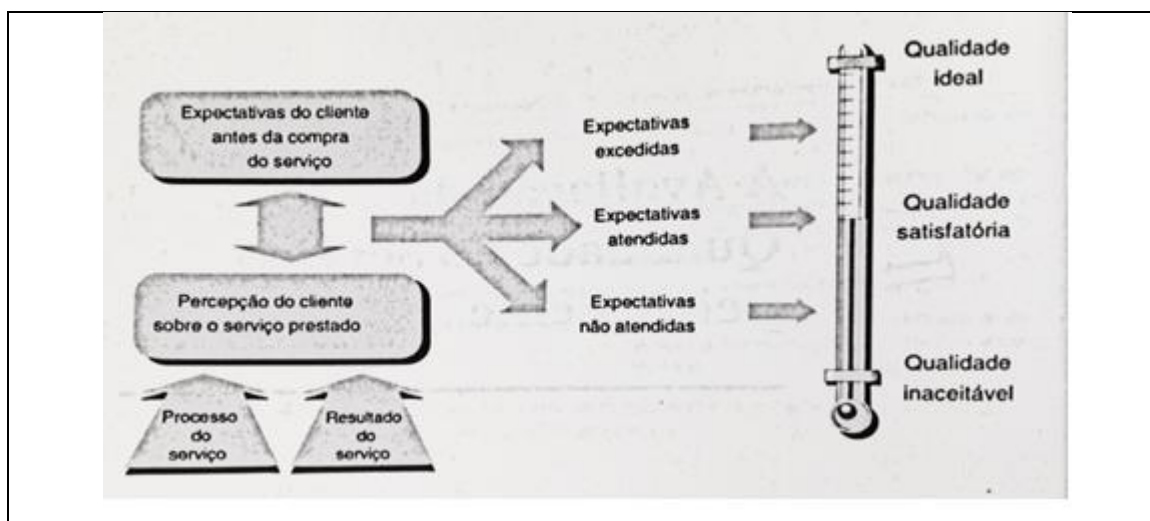 Expectativas do cliente
antes da compra
do serviço
Percepção do cliente
sobre o serviço prestado
Processo
do
serviço
Resultado
do
serviço
Expectativas
excedidas
Expectativas
atendidas
Expectativas
não atendidas
Qualidade
ideal
Qualidade
satisfatória
Qualidade
inaceitável